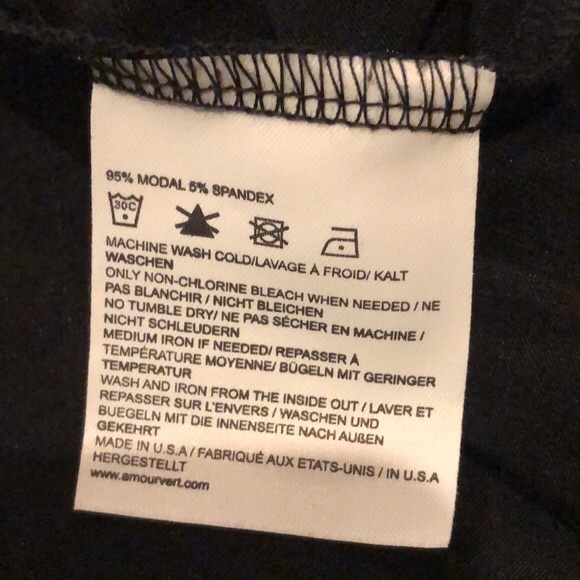 95% MODAL 5% SPANDEX
30C
MACHINE WASH COLD/LAVAGE À FROID/ KALT
WASCHEN
ONLY NON-CHLORINE BLEACH WHEN NEEDED / NE
PAS BLANCHIR / NICHT BLEICHEN
NO TUMBLE DRY/ NE PAS SÉCHER EN MACHINE /
NICHT SCHLEUDERN
MEDIUM IRON IF NEEDED/ REPASSER À
TEMPÉRATURE MOYENNE/ BÜGELN MIT GERINGER
TEMPERATUR
WASH AND IRON FROM THE INSIDE OUT / LAVER ET
REPASSER SUR L'ENVERS / WASCHEN UND
BUEGELN MIT DIE INNENSEITE NACH AUßEN
GEKEHRT
MADE IN U.S.A / FABRIQUÉ AUX ETATS-UNIS / IN U.S.A
HERGESTELLT
www.amourvert.com